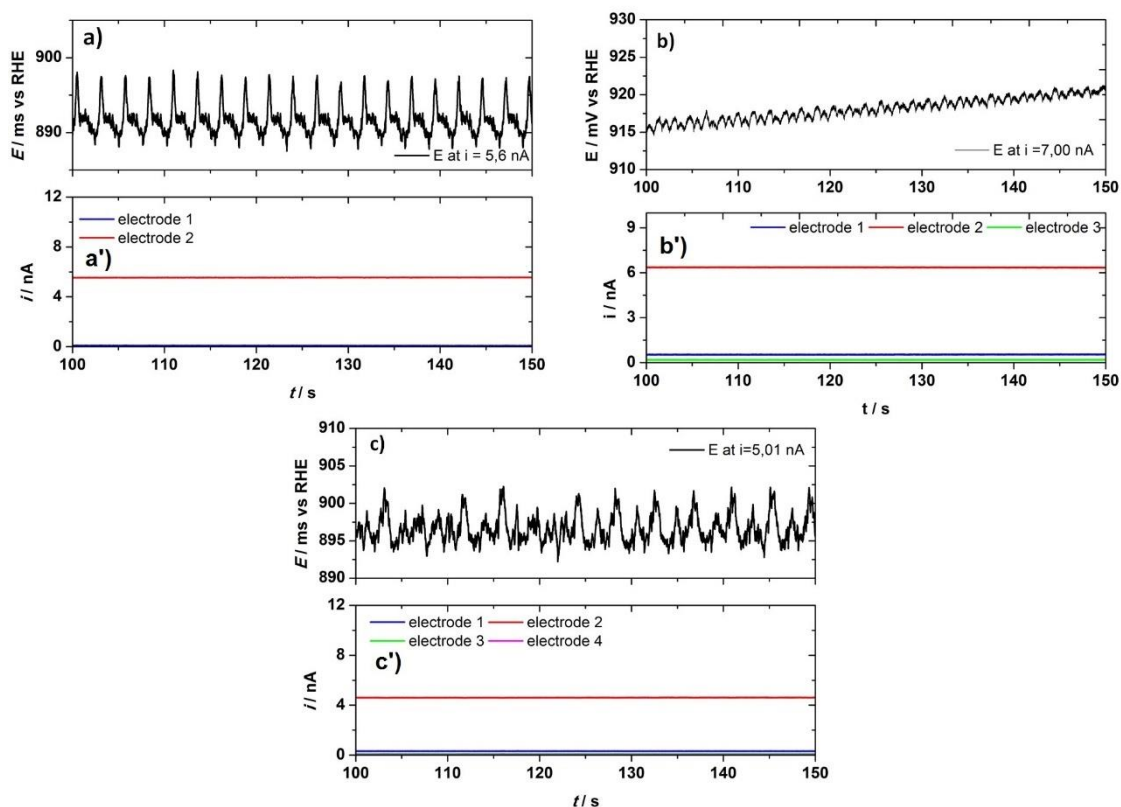 a)
E / ms vs RHE
900
890
E at i = 5,6 nA
a')
i / nA
12
8
4
0
electrode 1
electrode 2
100 110 120 130 140 150
t / s
b)
E / mV vs RHE
930
925
920
915
910
E at i =7,00 nA
100 110 120 130 140 150
b')
i / nA
9
6
3
0
electrode 1 electrode 2 electrode 3
100 110 120 130 140 150
t / s
c)
E / ms vs RHE
910
905
900
895
890
E at i=5,01 nA
c')
i / nA
12
8
4
0
electrode 1 electrode 2
electrode 3 electrode 4
100 110 120 130 140 150
t / s